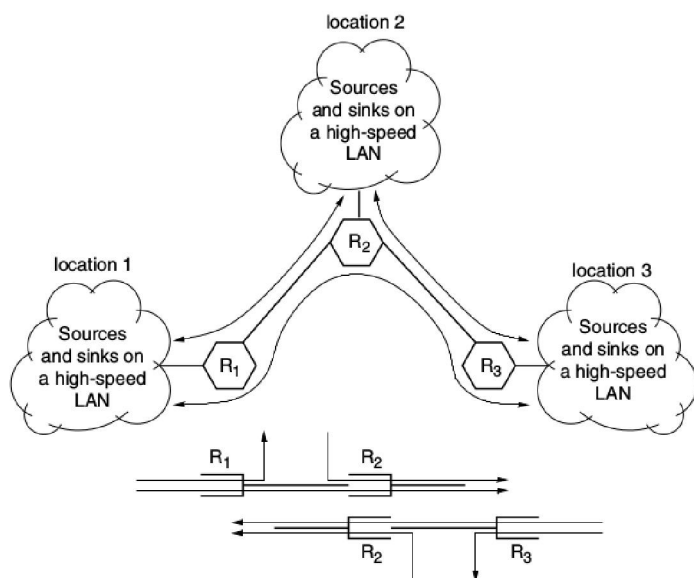 location 2
Sources
and sinks on
a high-speed
LAN
R2
location 1
Sources
and sinks on
a high-speed
LAN
R1
location 3
Sources
and sinks on
a high-speed
LAN
R3
R1
R2
R2
R3